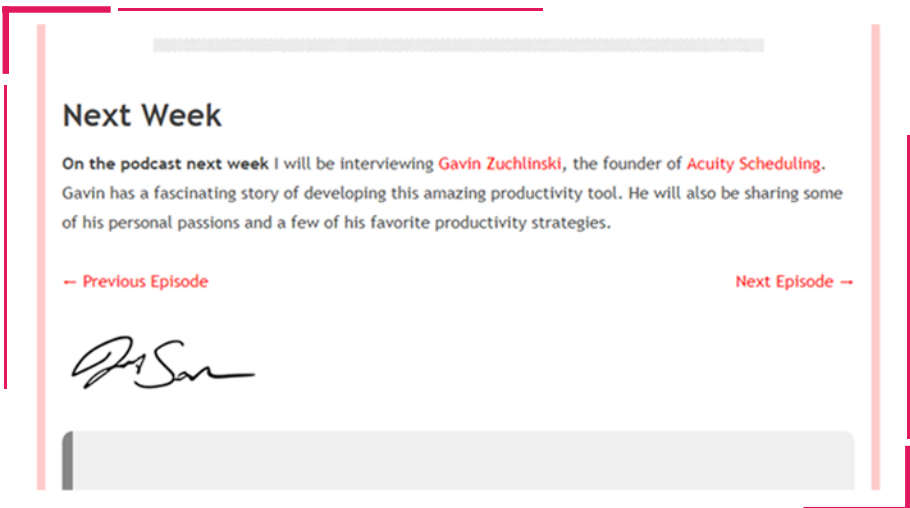 Next Week
On the podcast next week I will be interviewing Gavin Zuchlinski, the founder of Acuity Scheduling.
Gavin has a fascinating story of developing this amazing productivity tool. He will also be sharing some
of his personal passions and a few of his favorite productivity strategies.
← Previous Episode
Next Episode →